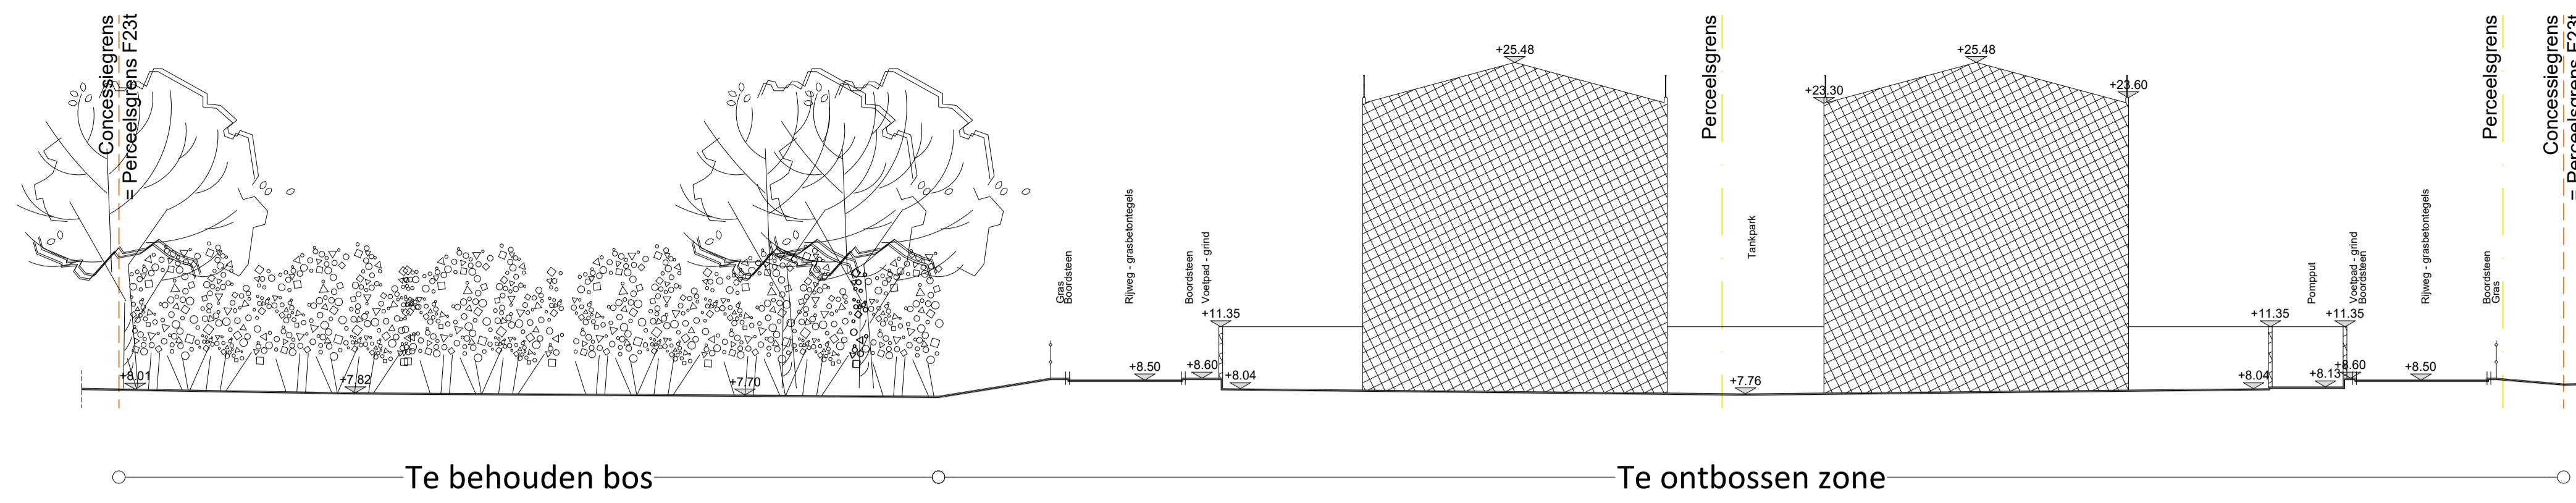 Concessiegrens
= Perceelsgrens F23t
+8.01
+7.82
+7.70
Gras
Boordsteen
Rijweg - grasbetontegels
+8.50
Boordsteen
Voetpad - grind
+8.60
+11.35
+8.04
+25.48
Perceelsgrens
Tankpark
+7.76
+23.30
+25.48
+23.60
+8.04
+11.35
Pompput
+8.13
+11.35
+8.60
Voetpad - grind
Boordsteen
Rijweg - grasbetontegels
+8.50
Boordsteen
Gras
Perceelsgrens
Concessiegrens
= Perceelsgrens F23t
Te behouden bos
Te ontbossen zone